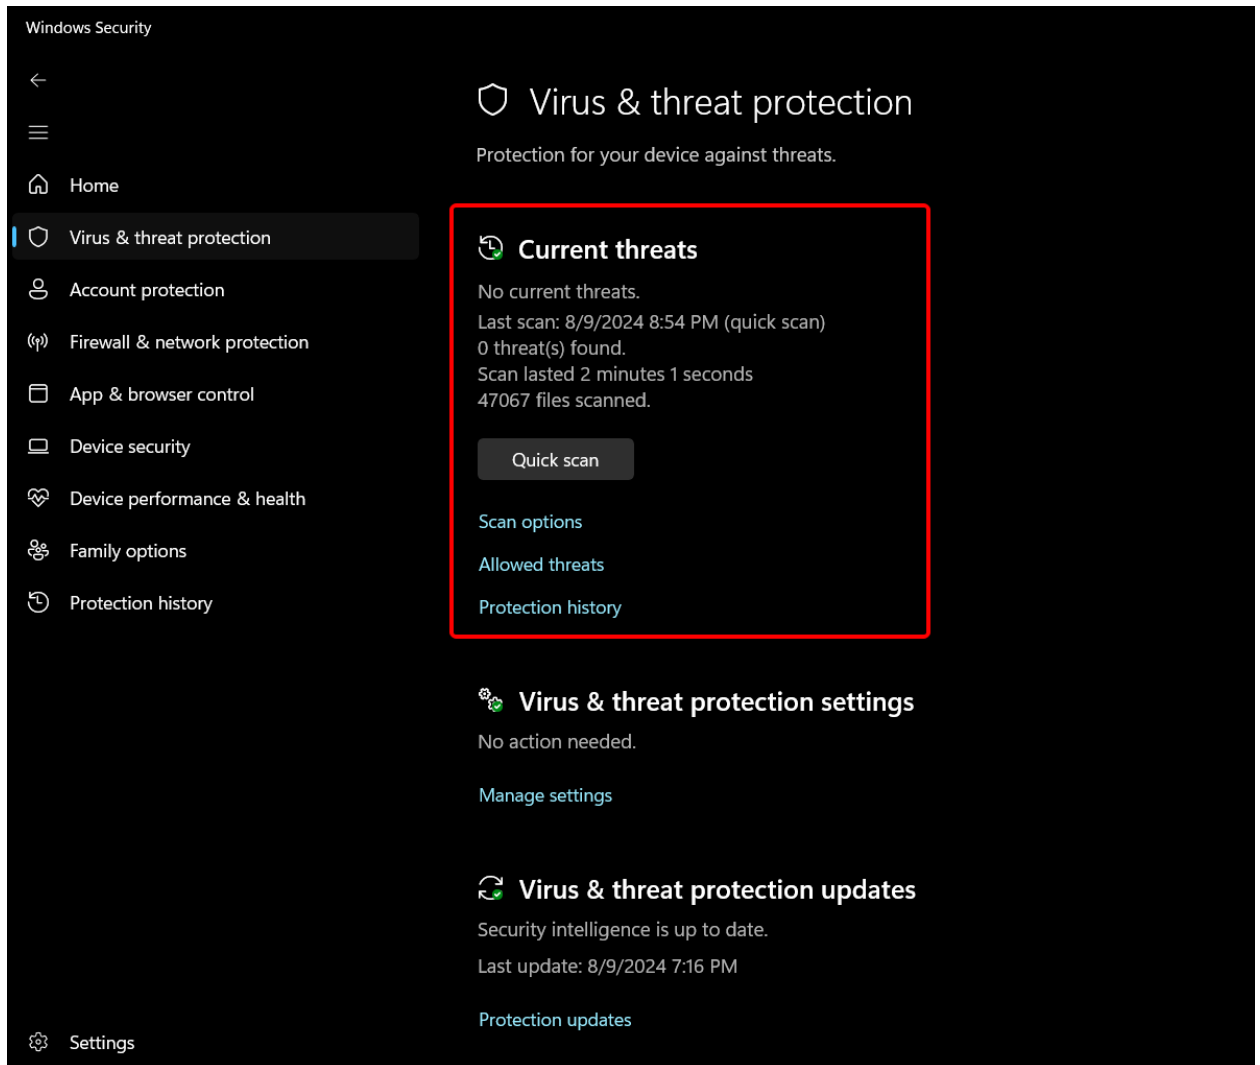 Windows Security
Home
Virus & threat protection
Account protection
Firewall & network protection
App & browser control
Device security
Device performance & health
Family options
Protection history
Settings
Virus & threat protection
Protection for your device against threats.
Current threats
No current threats.
Last scan: 8/9/2024 8:54 PM (quick scan)
0 threat(s) found.
Scan lasted 2 minutes 1 seconds
47067 files scanned.
Quick scan
Scan options
Allowed threats
Protection history
Virus & threat protection settings
No action needed.
Manage settings
Virus & threat protection updates
Security intelligence is up to date.
Last update: 8/9/2024 7:16 PM
Protection updates